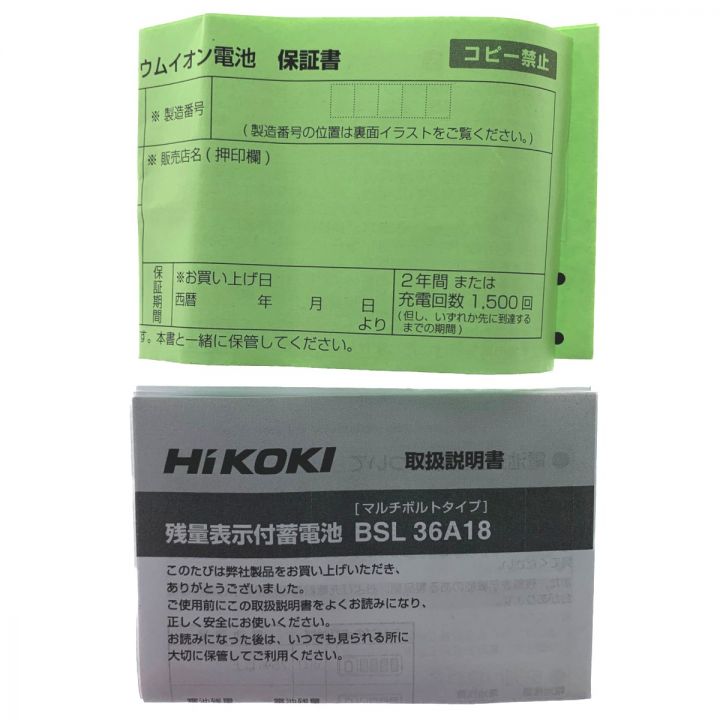 ウムイオン電池 保証書
コピー禁止
※ 製造番号
(製造番号の位置は裏面イラストをご覧ください。)
※ 販売店名(押印欄)
保証期間
※お買い上げ日
西暦 年 月 日
より
2年間 または
充電回数 1,500回
(但し、いずれか先に到達する
までの期間)
す。本書と一緒に保管してください。
HiKOKI 取扱説明書
[マルチボルトタイプ]
残量表示付蓄電池 BSL 36A18
このたびは弊社製品をお買い上げいただき、
ありがとうございました。
ご使用前にこの取扱説明書をよくお読みになり、
正しく安全にお使いください。
お読みになった後は、いつでも見られる所に
大切に保管してご利用ください。